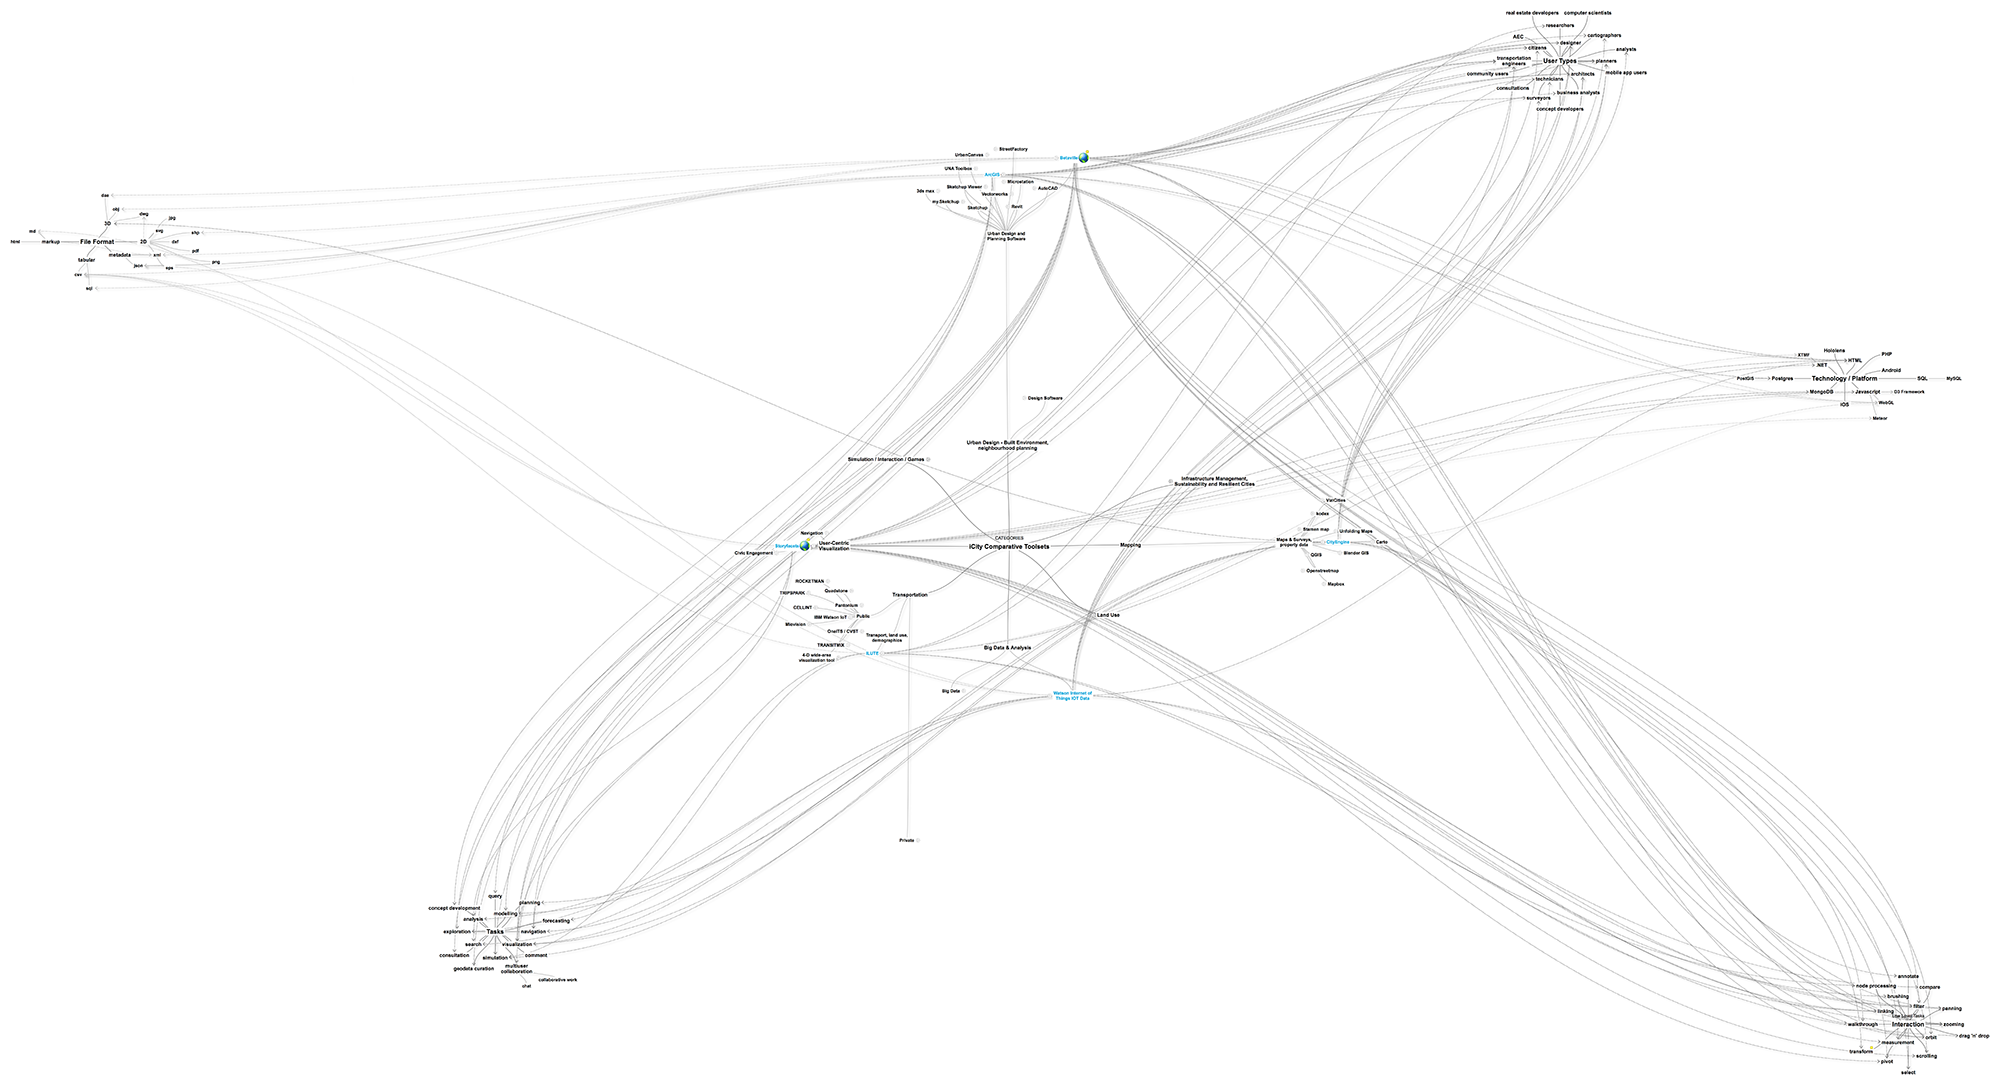 real estate developers
computer scientists
researchers
AEC
cartographers
designer
citizens
analysts
transportation
engineers
User Types
planners
community users
architects
mobile app users
technicians
consultations
business analysts
surveyors
concept developers
StreetFactory
UrbanCanvas
Betaville
UNA Toolbox
ArcGIS
Microstation
Sketchup Viewer
AutoCAD
3ds max
Vectorworks
my.Sketchup
Sketchup
Revit
Urban Design and
Planning Software
dae
obj
dwg
jpg
3D
svg
shp
md
html
markup
File Format
2D
dxf
pdf
metadata
xml
tabular
json
eps
png
csv
sql
XTMF
Hololens
HTML
PHP
.NET
Android
PostGIS
Postgres
Technology / Platform
SQL
MySQL
MongoDB
Javascript
D3 Framework
iOS
WebGL
Meteor
Design Software
Urban Design - Built Environment,
neighbourhood planning
Simulation / Interaction / Games
Infrastructure Management,
Sustainability and Resilient Cities
VizCities
kodex
Stamen map
Unfolding Maps
Navigation
Storyfacets
User-Centric
Visualization
Civic Engagement
CATEGORIES
iCity Comparative Toolsets
Mapping
Maps & Surveys,
property data
CityEngine
Carto
QGIS
Blender GIS
Openstreetmap
Mapbox
ROCKETMAN
Quadstone
TRIPSPARK
Transportation
Pantonium
CELLINT
IBM Watson IoT
Public
Land Use
Miovision
OneITS / CVST
Transport, land use,
demographics
TRANSITMIX
4-D wide-area
visualization tool
ILUTE
Big Data & Analysis
Big Data
Watson Internet of
Things IOT Data
Private
query
planning
concept development
modelling
analysis
forecasting
exploration
Tasks
navigation
search
visualization
consultation
simulation
comment
geodata curation
multiuser
collaboration
collaborative work
chat
annotate
node processing
compare
brushing
filter
linking
panning
Low Level Tasks
Interaction
walkthrough
zooming
orbit
drag 'n' drop
measurement
transform
scrolling
pivot
select